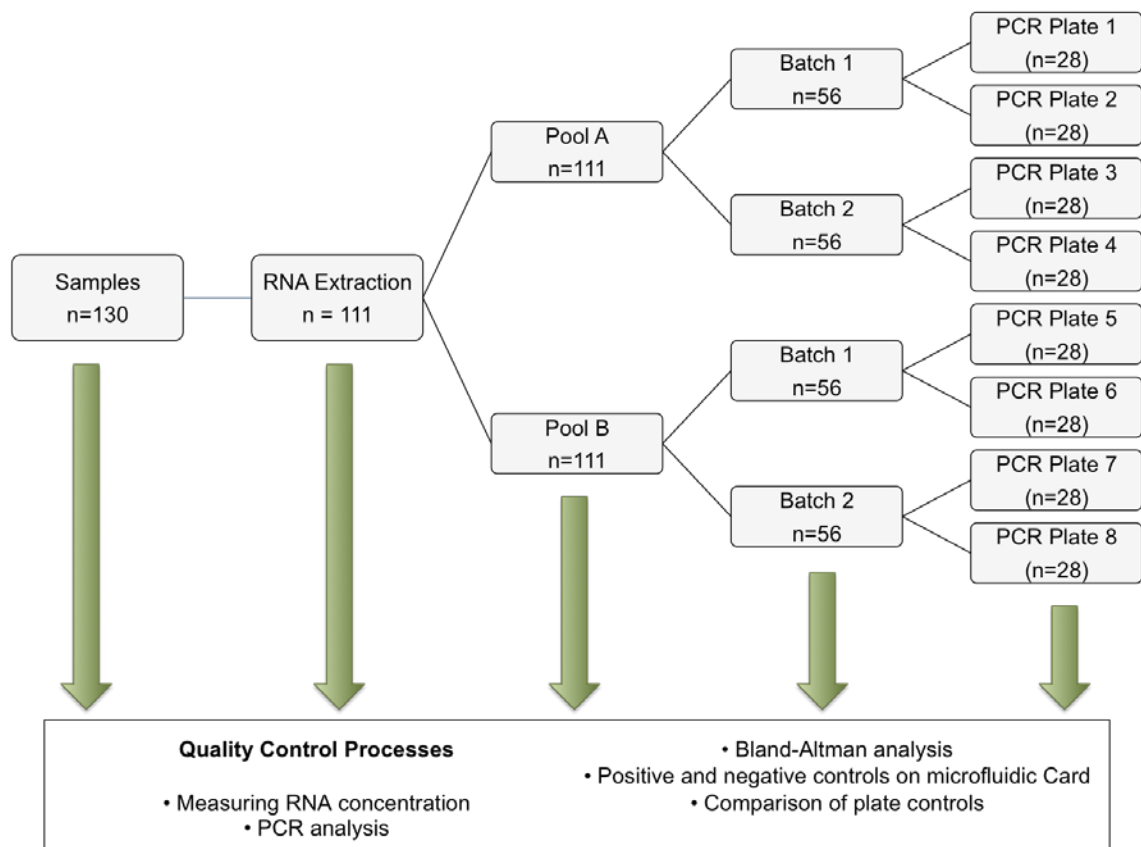 Samples
n=130
RNA Extraction
n = 111
Pool A
n=111
Pool B
n=111
Batch 1
n=56
Batch 2
n=56
Batch 1
n=56
Batch 2
n=56
PCR Plate 1
(n=28)
PCR Plate 2
(n=28)
PCR Plate 3
(n=28)
PCR Plate 4
(n=28)
PCR Plate 5
(n=28)
PCR Plate 6
(n=28)
PCR Plate 7
(n=28)
PCR Plate 8
(n=28)
Quality Control Processes
• Measuring RNA concentration
• PCR analysis
• Bland-Altman analysis
• Positive and negative controls on microfluidic Card
• Comparison of plate controls